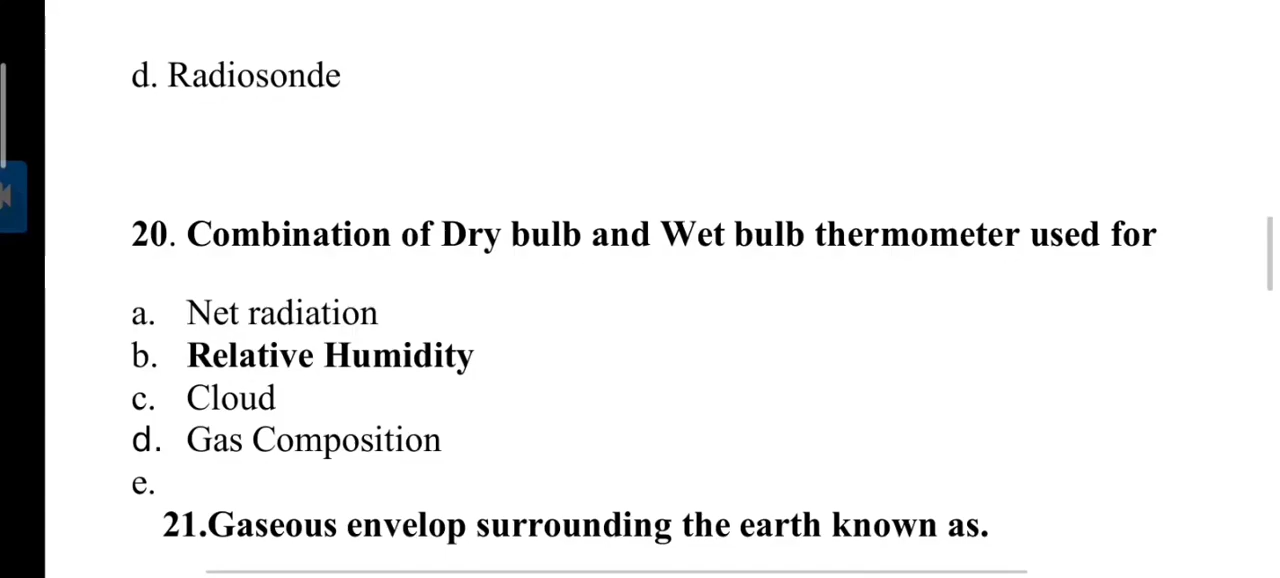 d. Radiosonde
20. Combination of Dry bulb and Wet bulb thermometer used for
a. Net radiation
b. Relative Humidity
c. Cloud
d. Gas Composition
e.
21.Gaseous envelop surrounding the earth known as.